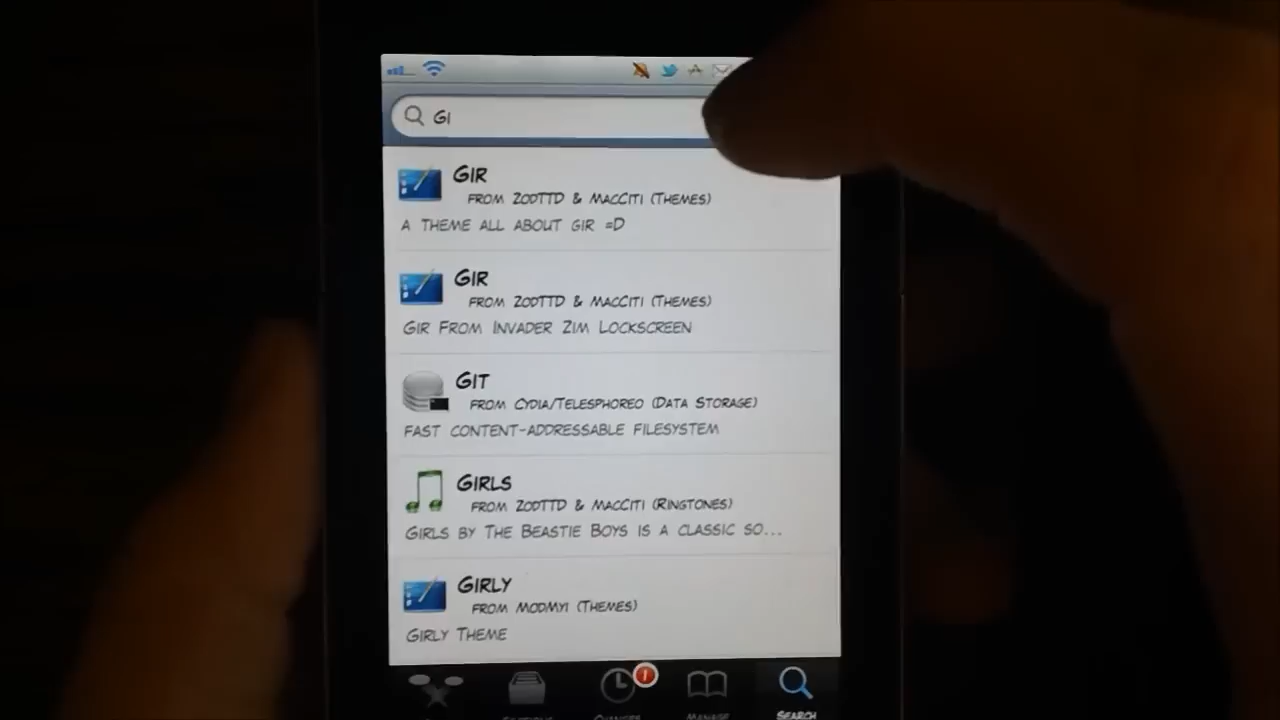 GI
GIR
FROM ZODTTD & MACCITI (THEMES)
A THEME ALL ABOUT GIR =D
GIR
FROM ZODTTD & MACCITI (THEMES)
GIR FROM INVADER ZIM LOCKSCREEN
GIT
FROM CYDIA/TELESPHOREO (DATA STORAGE)
FAST CONTENT-ADDRESSABLE FILESYSTEM
GIRLS
FROM ZODTTD & MACCITI (RINGTONES)
GIRLS BY THE BEASTIE BOYS IS A CLASSIC SO...
GIRLY
FROM MODMYI (THEMES)
GIRLY THEME
SEARCH